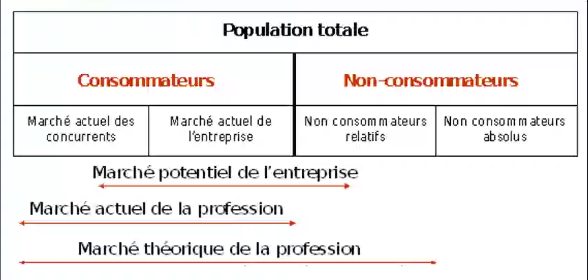 Population totale
Consommateurs
Non-consommateurs
Marché actuel des
concurrents
Marché actuel de
l'entreprise
Non consommateurs
relatifs
Non consommateurs
absolus
Marché potentiel de l'entreprise
Marché actuel de la profession
Marché théorique de la profession